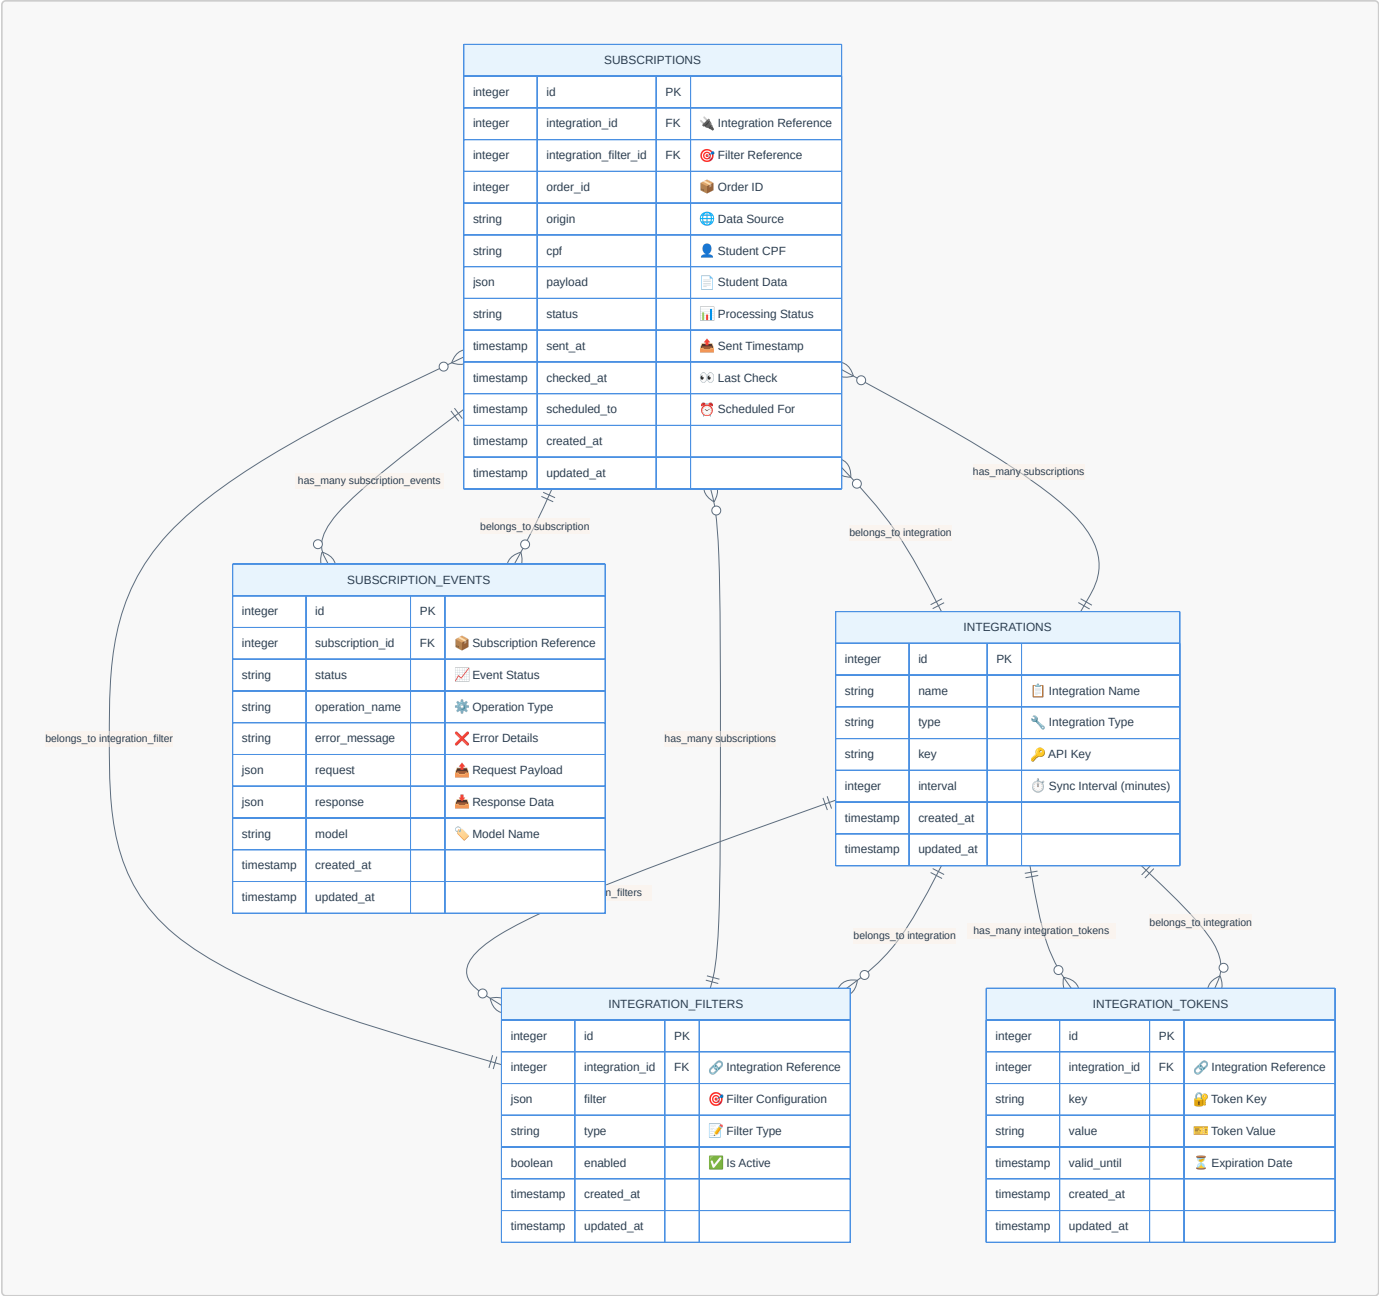 SUBSCRIPTIONS
integer id PK
integer integration_id FK 🔌 Integration Reference
integer integration_filter_id FK 🎯 Filter Reference
integer order_id 📦 Order ID
string origin 🌐 Data Source
string cpf 👤 Student CPF
json payload 📄 Student Data
string status 📊 Processing Status
timestamp sent_at 📤 Sent Timestamp
timestamp checked_at 👀 Last Check
timestamp scheduled_to ⏰ Scheduled For
timestamp created_at
timestamp updated_at
has_many subscriptions
has_many subscription_events
belongs_to subscription
belongs_to integration
SUBSCRIPTION_EVENTS
integer id PK
integer subscription_id FK 📦 Subscription Reference
string status 📈 Event Status
string operation_name ⚙️ Operation Type
string error_message ❌ Error Details
json request 📤 Request Payload
json response 📥 Response Data
string model 🏷️ Model Name
timestamp created_at
timestamp updated_at
INTEGRATIONS
integer id PK
string name 📋 Integration Name
string type 🔧 Integration Type
string key 🔑 API Key
integer interval ⏱️ Sync Interval (minutes)
timestamp created_at
timestamp updated_at
belongs_to integration_filter
has_many subscriptions
n_filters
belongs_to integration
has_many integration_tokens
belongs_to integration
INTEGRATION_FILTERS
integer id PK
integer integration_id FK 🔗 Integration Reference
json filter 🎯 Filter Configuration
string type 📝 Filter Type
boolean enabled ✅ Is Active
timestamp created_at
timestamp updated_at
INTEGRATION_TOKENS
integer id PK
integer integration_id FK 🔗 Integration Reference
string key 🔐 Token Key
string value 🎫 Token Value
timestamp valid_until ⏳ Expiration Date
timestamp created_at
timestamp updated_at